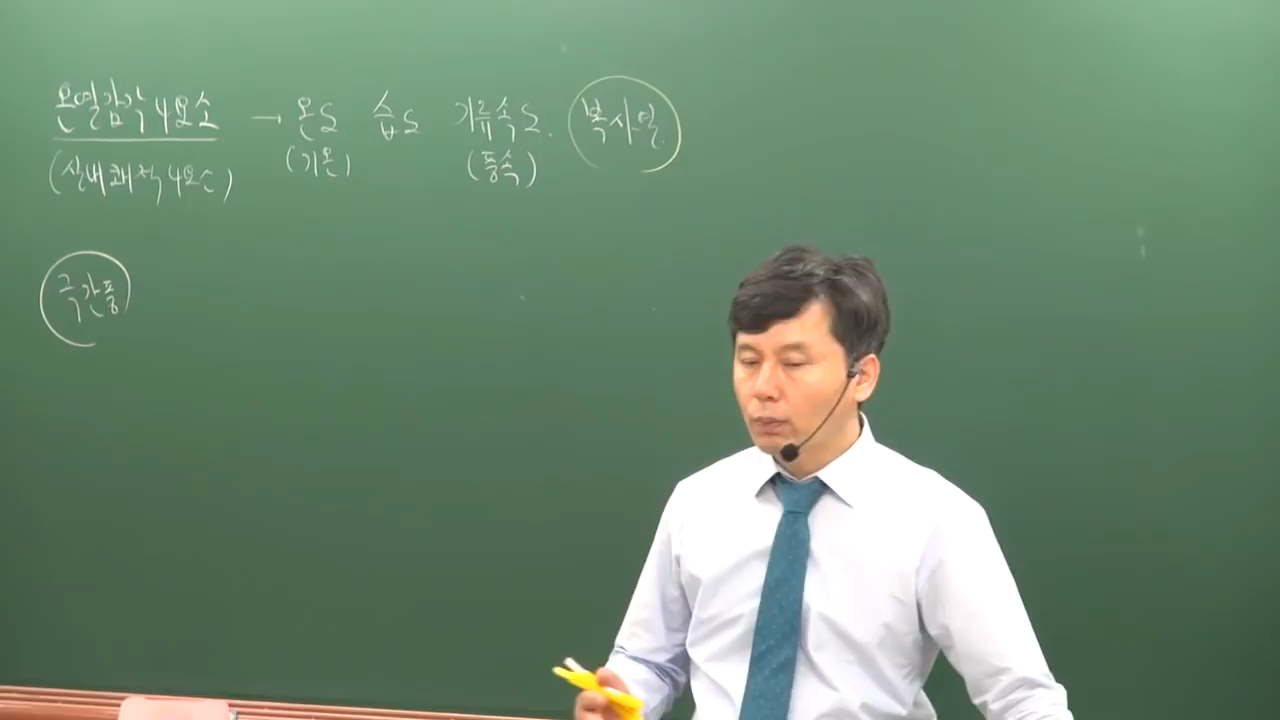 온열감각 4요소 → 온도 습도 기류속도. 복사열.
(실내쾌적 4요소) (기온) (풍속)
극간풍